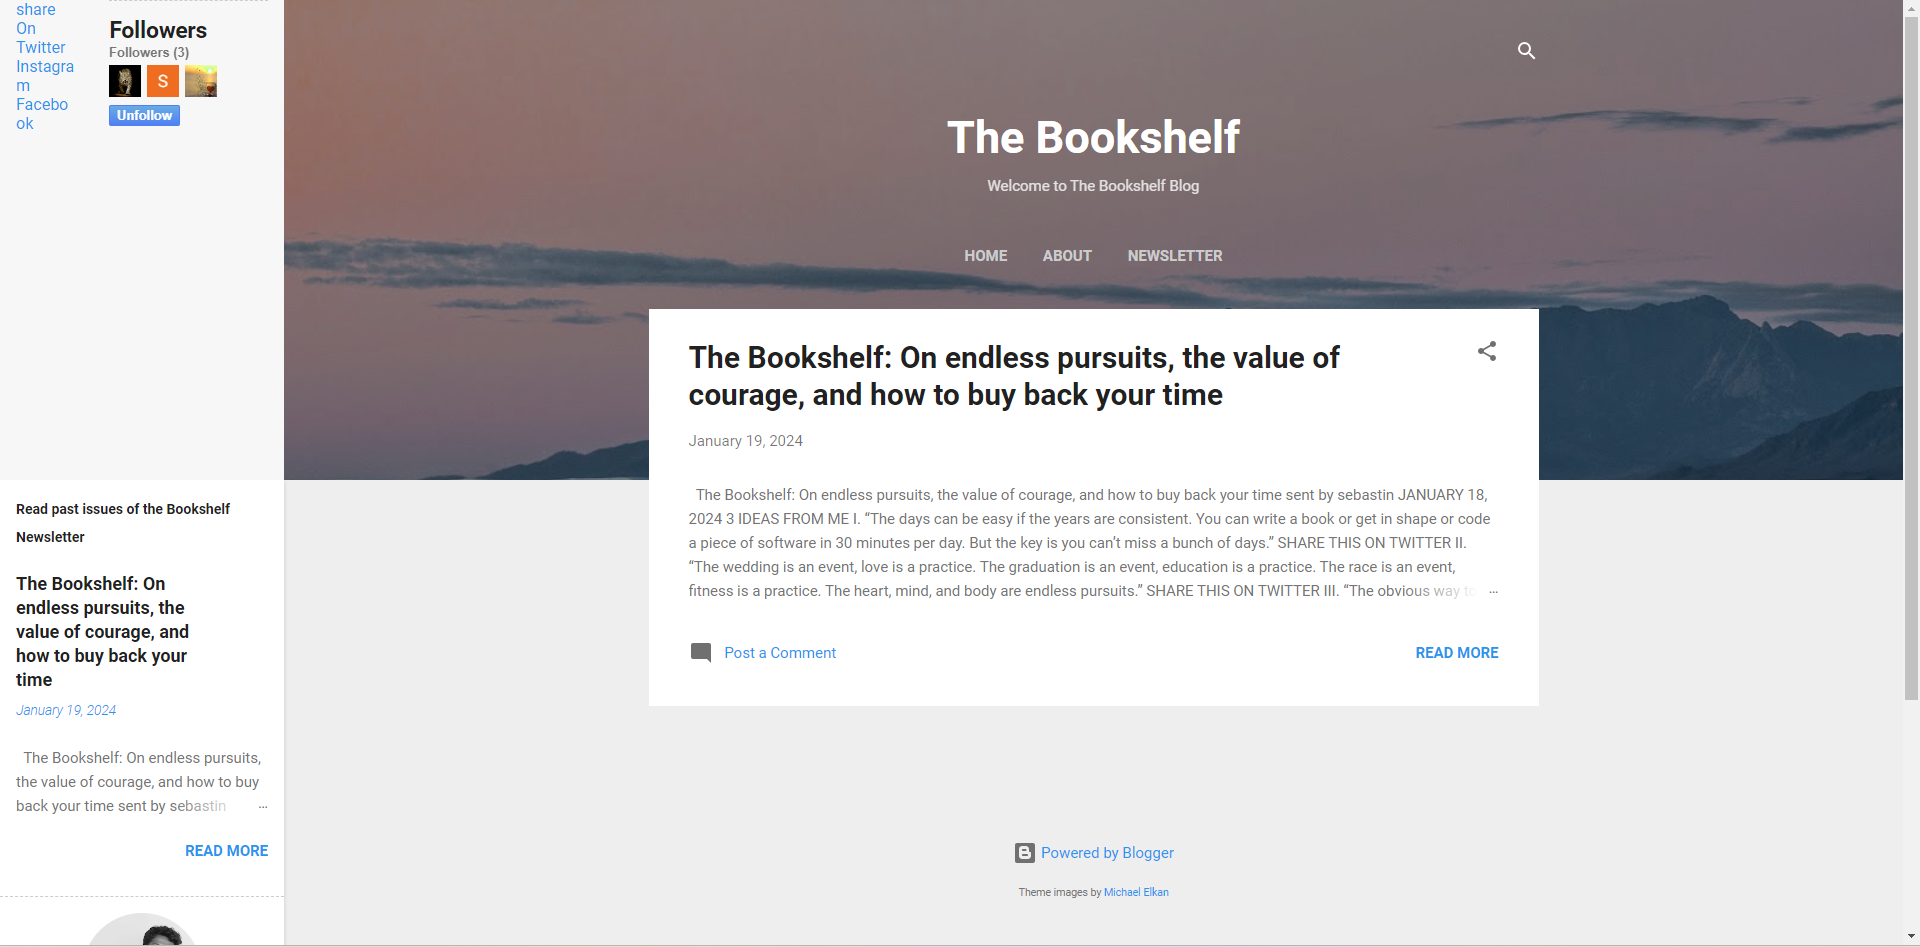 share
On
Twitter
Instagra
m
Facebo
ok
Followers
Followers (3)
S
Unfollow
The Bookshelf
Welcome to The Bookshelf Blog
HOME ABOUT NEWSLETTER
The Bookshelf: On endless pursuits, the value of
courage, and how to buy back your time
January 19, 2024
The Bookshelf: On endless pursuits, the value of courage, and how to buy back your time sent by sebastin JANUARY 18,
2024 3 IDEAS FROM ME I. “The days can be easy if the years are consistent. You can write a book or get in shape or code
a piece of software in 30 minutes per day. But the key is you can’t miss a bunch of days.” SHARE THIS ON TWITTER II.
“The wedding is an event, love is a practice. The graduation is an event, education is a practice. The race is an event,
fitness is a practice. The heart, mind, and body are endless pursuits.” SHARE THIS ON TWITTER III. “The obvious way to ...
Post a Comment READ MORE
Read past issues of the Bookshelf
Newsletter
The Bookshelf: On
endless pursuits, the
value of courage, and
how to buy back your
time
January 19, 2024
The Bookshelf: On endless pursuits,
the value of courage, and how to buy
back your time sent by sebastin ...
READ MORE
Powered by Blogger
Theme images by Michael Elkan